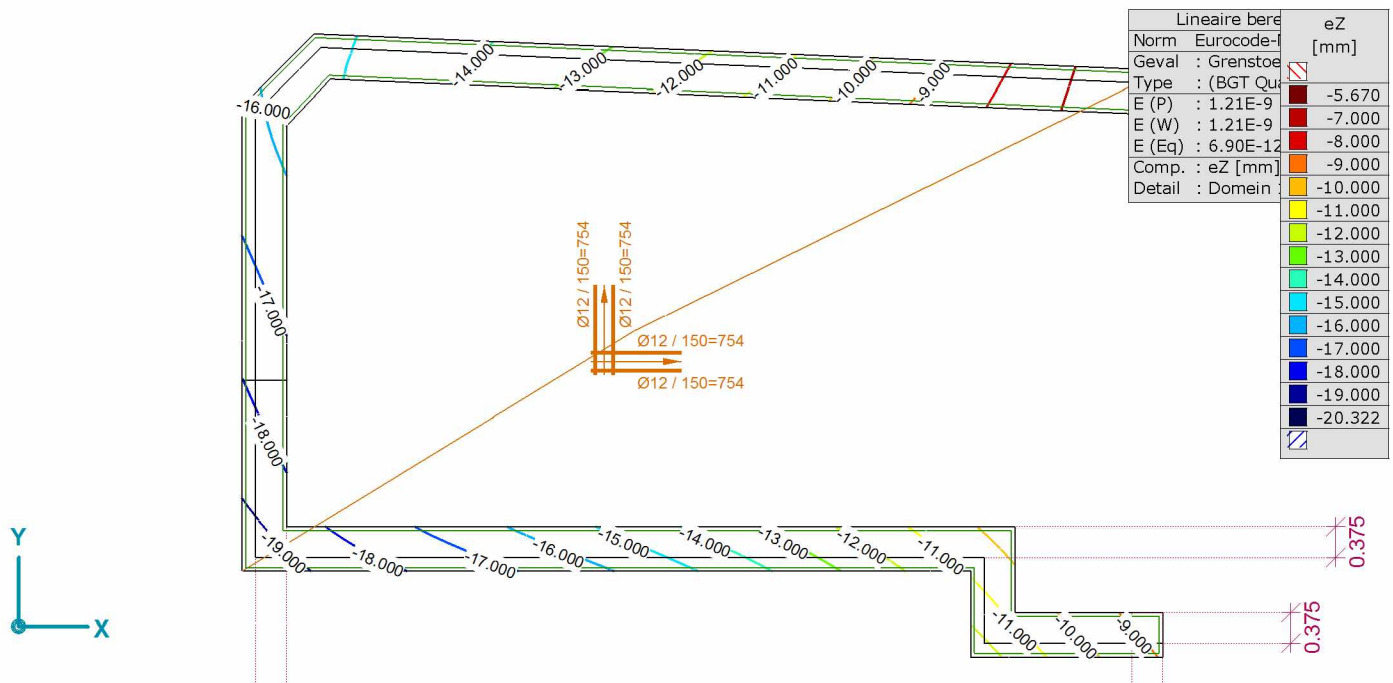 Lineaire bere
Norm Eurocode-
Geval : Grenstoe
Type : (BGT Qua
E (P) : 1.21E-9
E (W) : 1.21E-9
E (Eq) : 6.90E-12
Comp. : eZ [mm]
Detail : Domein
eZ
[mm]
-5.670
-7.000
-8.000
-9.000
-10.000
-11.000
-12.000
-13.000
-14.000
-15.000
-16.000
-17.000
-18.000
-19.000
-20.322
-14.000
-13.000
-12.000
-11.000
-10.000
-9.000
-16.000
-17.000
-18.000
-19.000
-18.000
-17.000
-16.000
-15.000
-14.000
-13.000
-12.000
-11.000
-11.000
-10.000
-9.000
Ø12 / 150=754
Ø12 / 150=754
Ø12 / 150=754
Ø12 / 150=754
0.375
0.375
Y
X